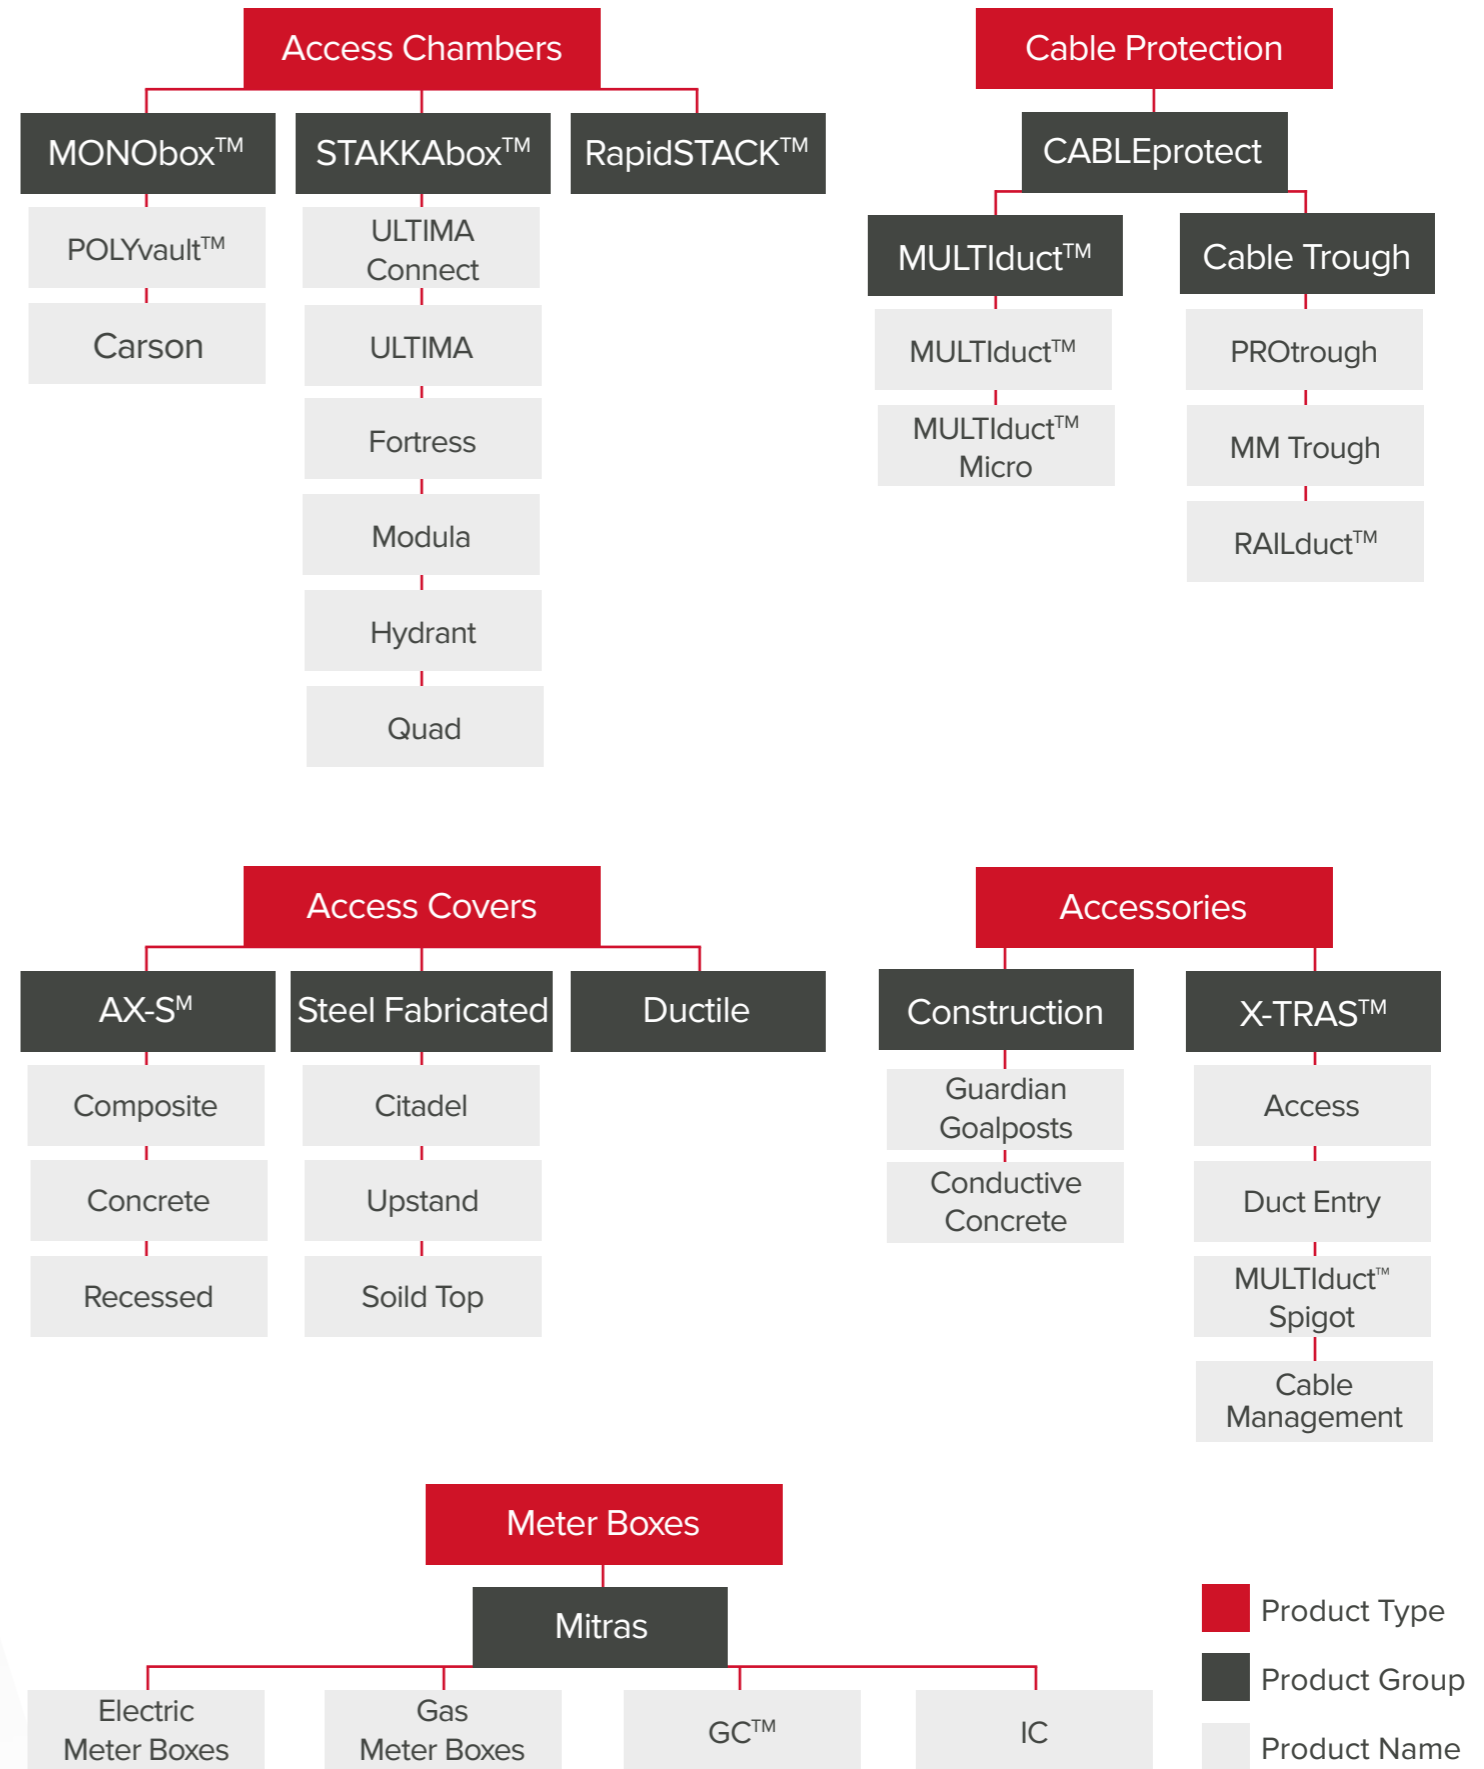 Access Chambers
MONObox™
STAKKAbox™
RapidSTACK™
POLYvault™
Carson
ULTIMA
Connect
ULTIMA
Fortress
Modula
Hydrant
Quad
Cable Protection
CABLEprotect
MULTIduct™
Cable Trough
MULTIduct™
MULTIduct™
Micro
PROtrough
MM Trough
RAILduct™
Access Covers
AX-Sᴹ
Steel Fabricated
Ductile
Composite
Concrete
Recessed
Citadel
Upstand
Soild Top
Accessories
Construction
X-TRAS™
Guardian
Goalposts
Conductive
Concrete
Access
Duct Entry
MULTIduct™
Spigot
Cable
Management
Meter Boxes
Mitras
Electric
Meter Boxes
Gas
Meter Boxes
GC™
IC
Product Type
Product Group
Product Name